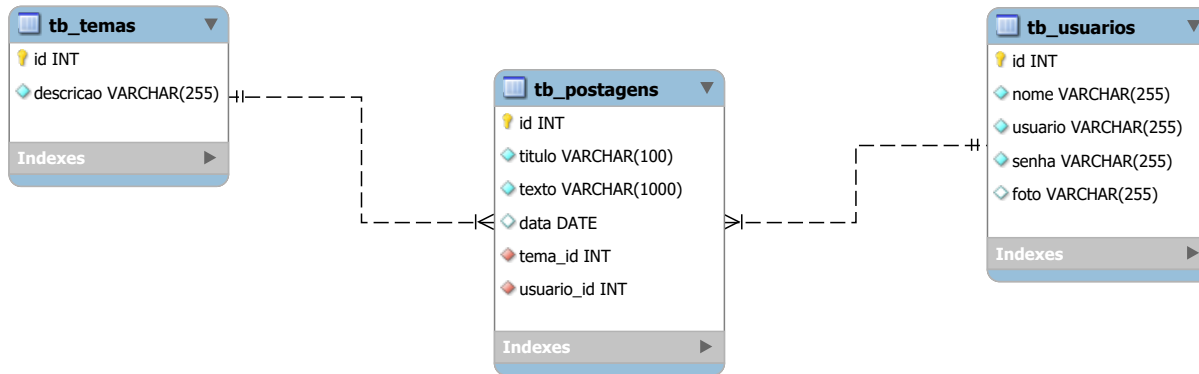 tb_temas
id INT
descricao VARCHAR(255)
Indexes
tb_postagens
id INT
titulo VARCHAR(100)
texto VARCHAR(1000)
data DATE
tema_id INT
usuario_id INT
Indexes
tb_usuarios
id INT
nome VARCHAR(255)
usuario VARCHAR(255)
senha VARCHAR(255)
foto VARCHAR(255)
Indexes